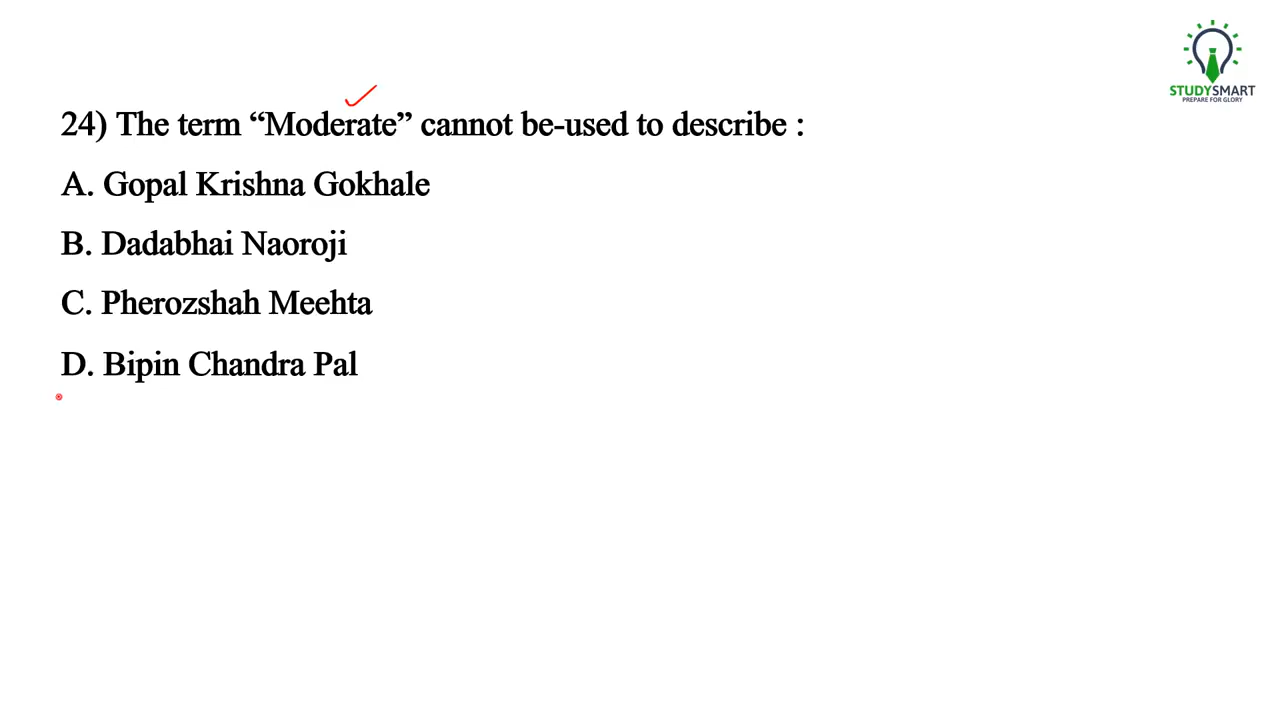 STUDYSMART
PREPARE FOR GLORY
24) The term “Moderate” cannot be-used to describe :
A. Gopal Krishna Gokhale
B. Dadabhai Naoroji
C. Pherozshah Meehta
D. Bipin Chandra Pal